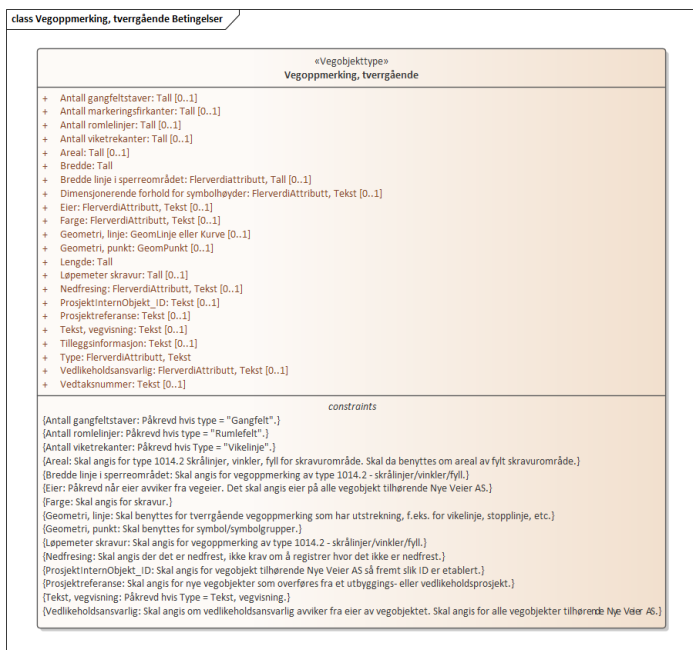 class Vegoppmerking, tverrgående Betingelser
«Vegobjekttype»
Vegoppmerking, tverrgående
+ Antall gangfeltstaver: Tall [0..1]
+ Antall markeringsfirkanter: Tall [0..1]
+ Antall romlelinjer: Tall [0..1]
+ Antall viketrekanter: Tall [0..1]
+ Areal: Tall [0..1]
+ Bredde: Tall
+ Bredde linje i sperreområdet: Flerverdiattributt, Tall [0..1]
+ Dimensjonerende forhold for symbolhøyder: FlerverdiAttributt, Tekst [0..1]
+ Eier: FlerverdiAttributt, Tekst [0..1]
+ Farge: FlerverdiAttributt, Tekst [0..1]
+ Geometri, linje: GeomLinje eller Kurve [0..1]
+ Geometri, punkt: GeomPunkt [0..1]
+ Lengde: Tall
+ Løpemeter skravur: Tall [0..1]
+ Nedfresing: FlerverdiAttributt, Tekst [0..1]
+ ProsjektInternObjekt_ID: Tekst [0..1]
+ Prosjektreferanse: Tekst [0..1]
+ Tekst, vegvisning: Tekst [0..1]
+ Tilleggsinformasjon: Tekst [0..1]
+ Type: FlerverdiAttributt, Tekst
+ Vedlikeholdsansvarlig: FlerverdiAttributt, Tekst [0..1]
+ Vedtaksnummer: Tekst [0..1]
constraints
{Antall gangfeltstaver: Påkrevd hvis type = "Gangfelt".}
{Antall romlelinjer: Påkrevd hvis type = "Rumlefelt".}
{Antall viketrekanter: Påkrevd hvis Type = "Vikelinje".}
{Areal: Skal angis for type 1014.2 Skrålinjer, vinkler, fyll for skravurområde. Skal da benyttes om areal av fylt skravurområde.}
{Bredde linje i sperreområdet: Skal angis for vegoppmerking av type 1014.2 - skrålinjer/vinkler/fyll.}
{Eier: Påkrevd når eier avviker fra vegeier. Det skal angis eier på alle vegobjekt tilhørende Nye Veier AS.}
{Farge: Skal angis for skravur.}
{Geometri, linje: Skal benyttes for tverrgående vegoppmerking som har utstrekning, f.eks. for vikelinje, stopplinje, etc.}
{Geometri, punkt: Skal benyttes for symbol/symbolgrupper.}
{Løpemeter skravur: Skal angis for vegoppmerking av type 1014.2 - skrålinjer/vinkler/fyll.}
{Nedfresing: Skal angis der det er nedfrest, ikke krav om å registrer hvor det ikke er nedfrest.}
{ProsjektInternObjekt_ID: Skal angis for vegobjekt tilhørende Nye Veier AS så fremt slik ID er etablert.}
{Prosjektreferanse: Skal angis for nye vegobjekter som overføres fra et utbyggings- eller vedlikeholdsprosjekt.}
{Tekst, vegvisning: Påkrevd hvis Type = Tekst, vegvisning.}
{Vedlikeholdsansvarlig: Skal angis om vedlikeholdsansvarlig avviker fra eier av vegobjektet. Skal angis for alle vegobjekter tilhørende Nye Veier AS.}